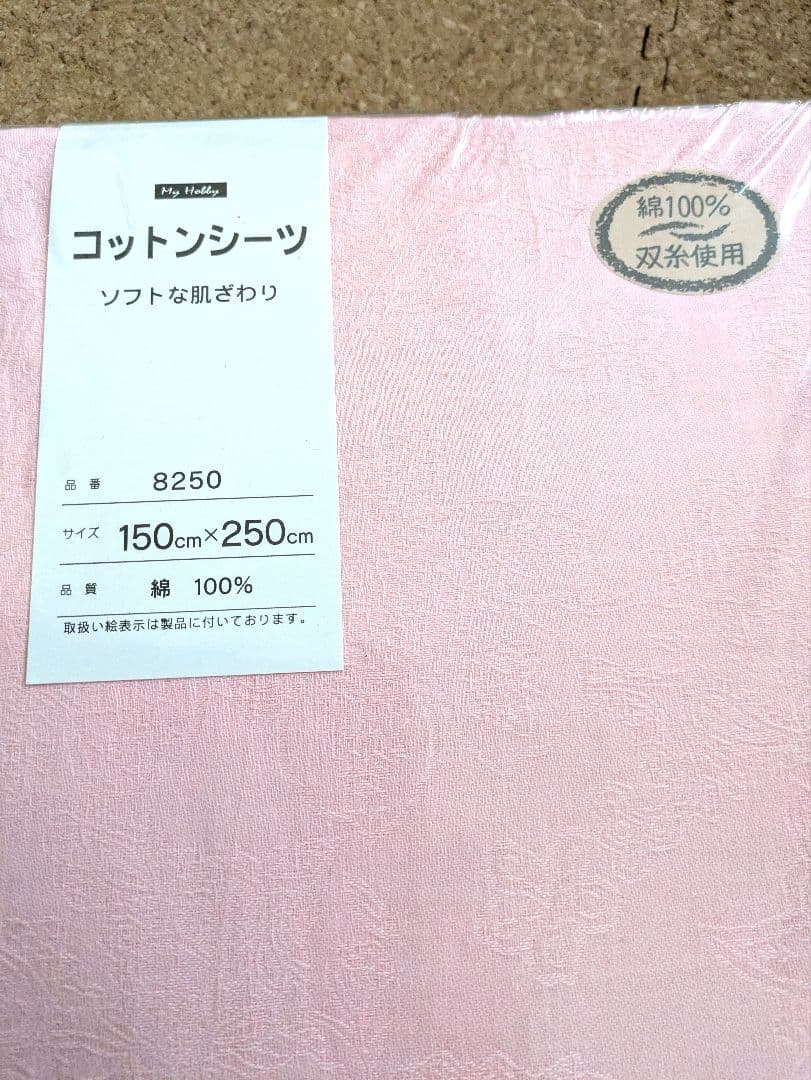 My Hobby
コットンシーツ
ソフトな肌ざわり
品番 8250
サイズ 150cm×250cm
品質 綿 100%
取扱い絵表示は製品に付いております。
綿100%
双糸使用